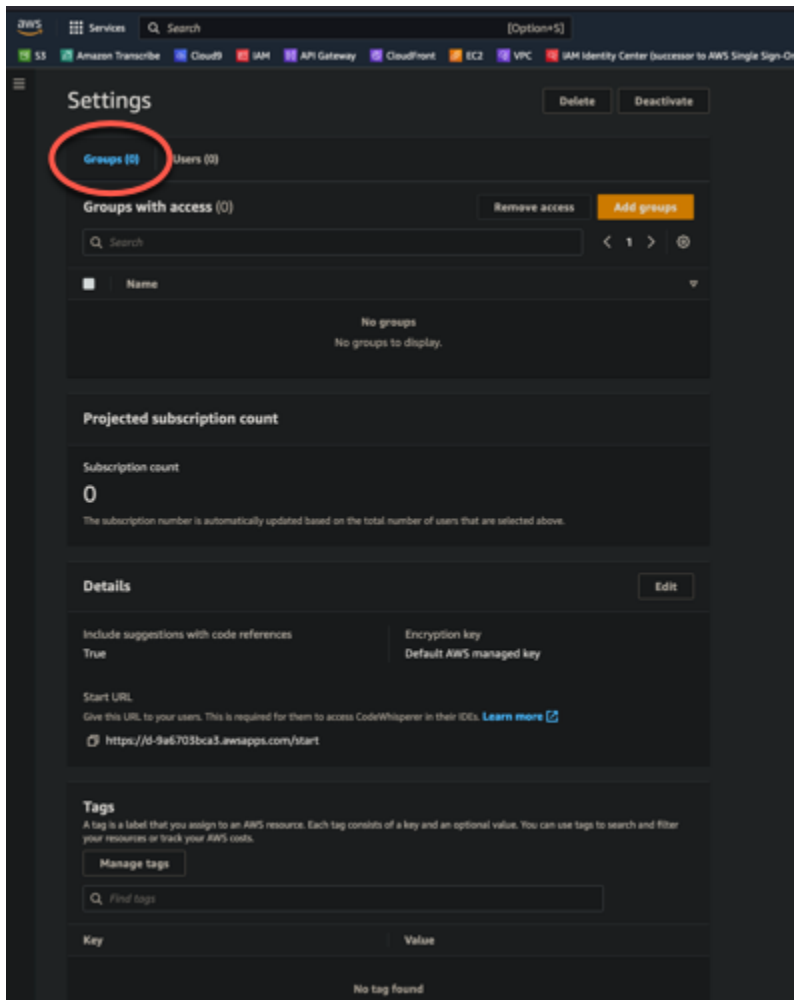 aws
Services
Search
[Option+S]
S3
Amazon Transcribe
Cloud9
IAM
API Gateway
CloudFront
EC2
VPC
IAM Identity Center (successor to AWS Single Sign-On
Settings
Delete
Deactivate
Groups (0)
Users (0)
Groups with access (0)
Remove access
Add groups
Search
1
Name
No groups
No groups to display.
Projected subscription count
Subscription count
0
The subscription number is automatically updated based on the total number of users that are selected above.
Details
Edit
Include suggestions with code references
True
Encryption key
Default AWS managed key
Start URL
Give this URL to your users. This is required for them to access CodeWhisperer in their IDEs. Learn more
https://d-9a6703bca3.awsapps.com/start
Tags
A tag is a label that you assign to an AWS resource. Each tag consists of a key and an optional value. You can use tags to search and filter
your resources or track your AWS costs.
Manage tags
Find tags
Key
Value
No tag found